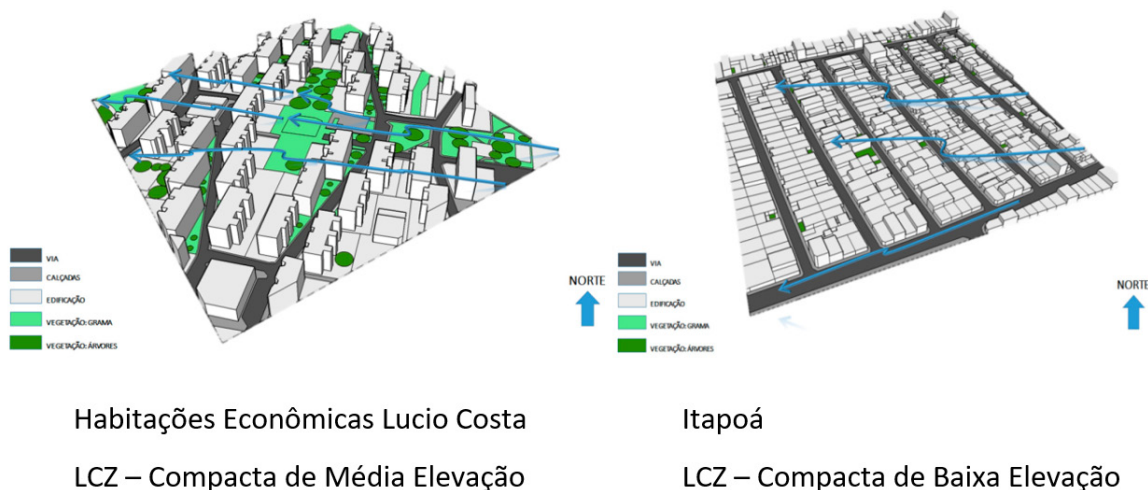 VIA
CALÇADAS
EDIFICAÇÃO
VEGETAÇÃO: GRAMA
VEGETAÇÃO: ÁRVORES
NORTE
VIA
CALÇADAS
EDIFICAÇÃO
VEGETAÇÃO: GRAMA
VEGETAÇÃO: ÁRVORES
NORTE
Habitações Econômicas Lucio Costa
LCZ – Compacta de Média Elevação
Itapoá
LCZ – Compacta de Baixa Elevação